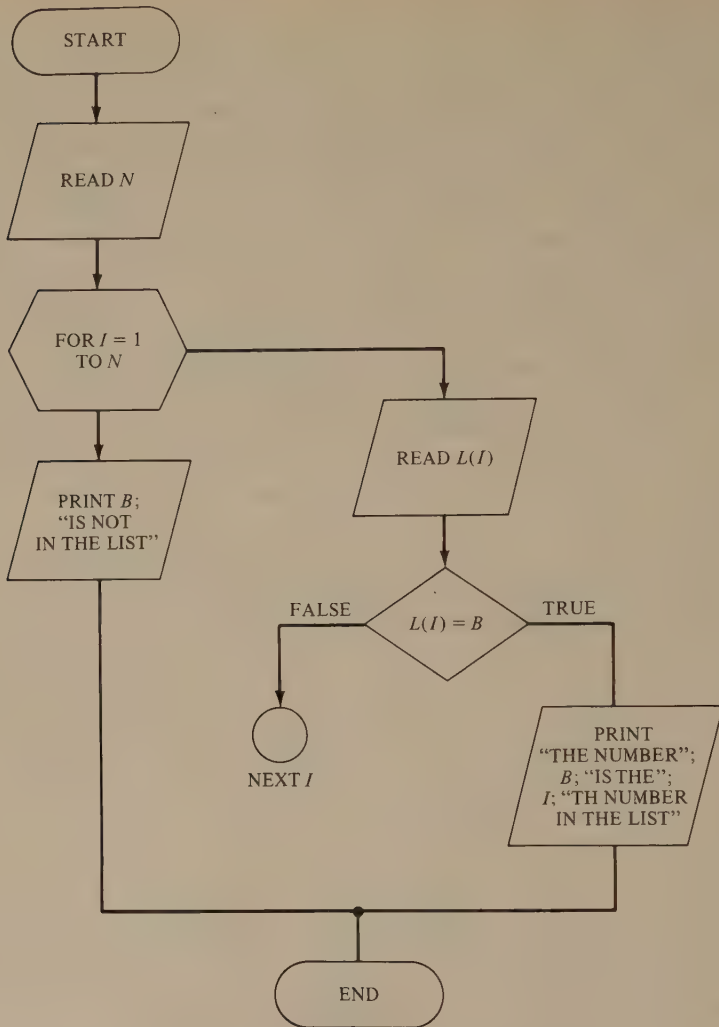 START
READ N
FOR I = 1
TO N
READ L(I)
PRINT B;
“IS NOT
IN THE LIST”
FALSE
L(I) = B
TRUE
NEXT I
PRINT
“THE NUMBER”;
B; “IS THE”;
I; “TH NUMBER
IN THE LIST”
END